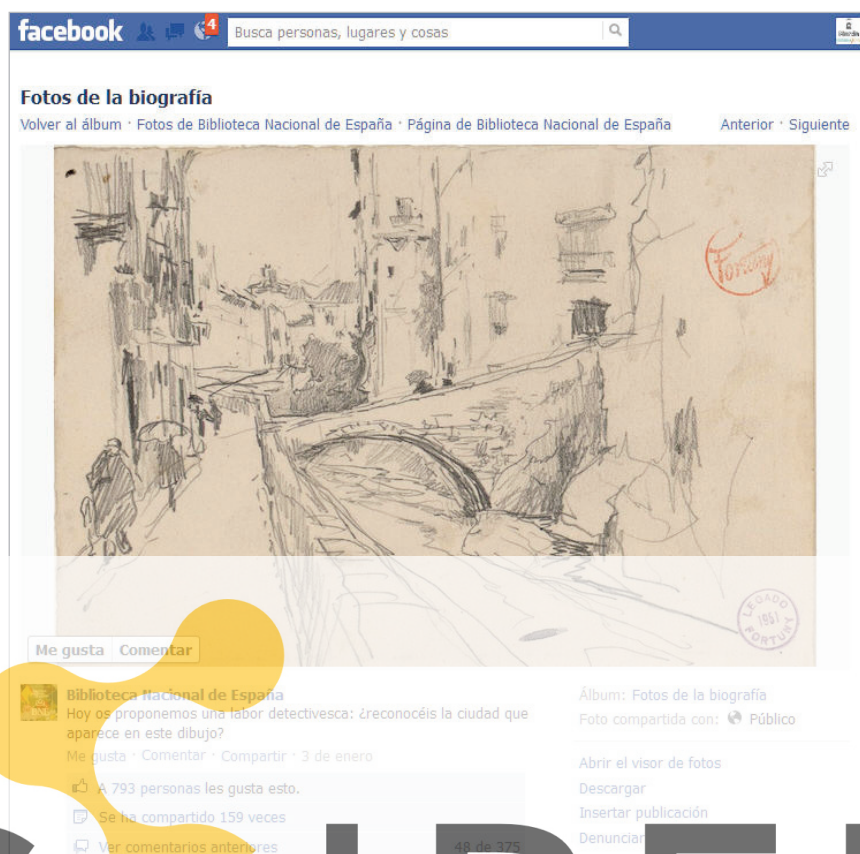 facebook 4 Busca personas, lugares y cosas
Fotos de la biografía
Volver al álbum · Fotos de Biblioteca Nacional de España · Página de Biblioteca Nacional de España Anterior · Siguiente
Fortuny
LEGADO
1951
FORTUNY
Me gusta Comentar
Biblioteca Nacional de España
Hoy os proponemos una labor detectivesca: ¿reconocéis la ciudad que
aparece en este dibujo?
Me gusta · Comentar · Compartir · 3 de enero
A 793 personas les gusta esto.
Se ha compartido 159 veces
Ver comentarios anteriores 48 de 375
Álbum: Fotos de la biografía
Foto compartida con: Público
Abrir el visor de fotos
Descargar
Insertar publicación
Denunciar